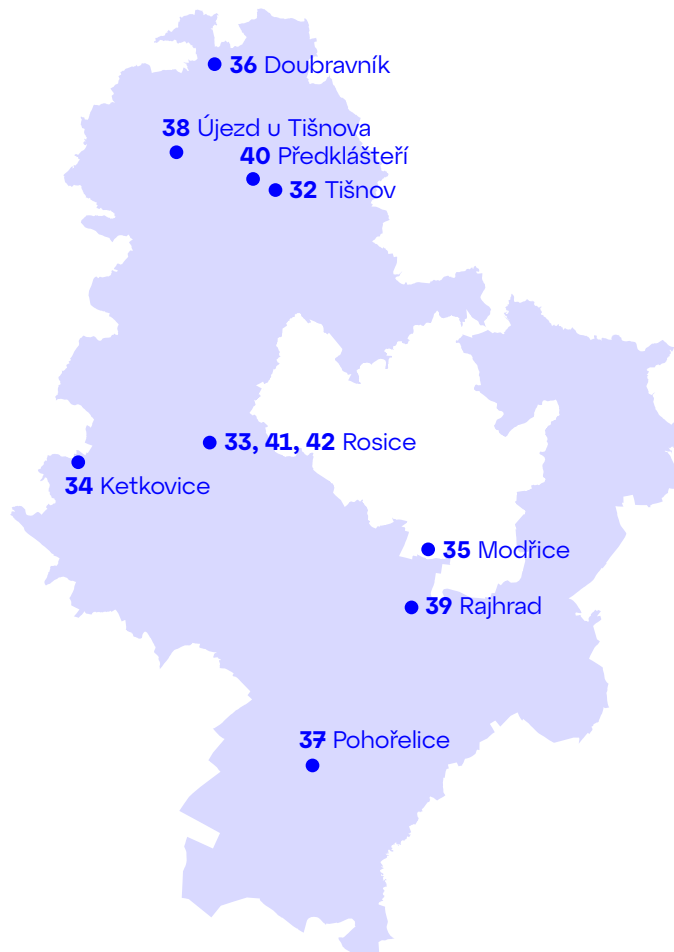 36 Doubravník
38 Újezd u Tišnova
40 Předklášteří
32 Tišnov
33, 41, 42 Rosice
34 Ketkovice
35 Modřice
39 Rajhrad
37 Pohořelice